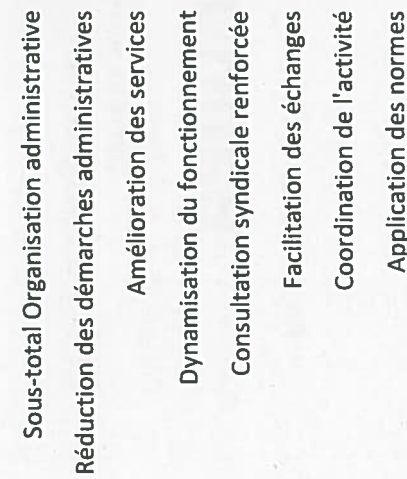 Sous-total Organisation administrative
Réduction des démarches administratives
Amélioration des services
Dynamisation du fonctionnement
Consultation syndicale renforcée
Facilitation des échanges
Coordination de l'activité
Application des normes